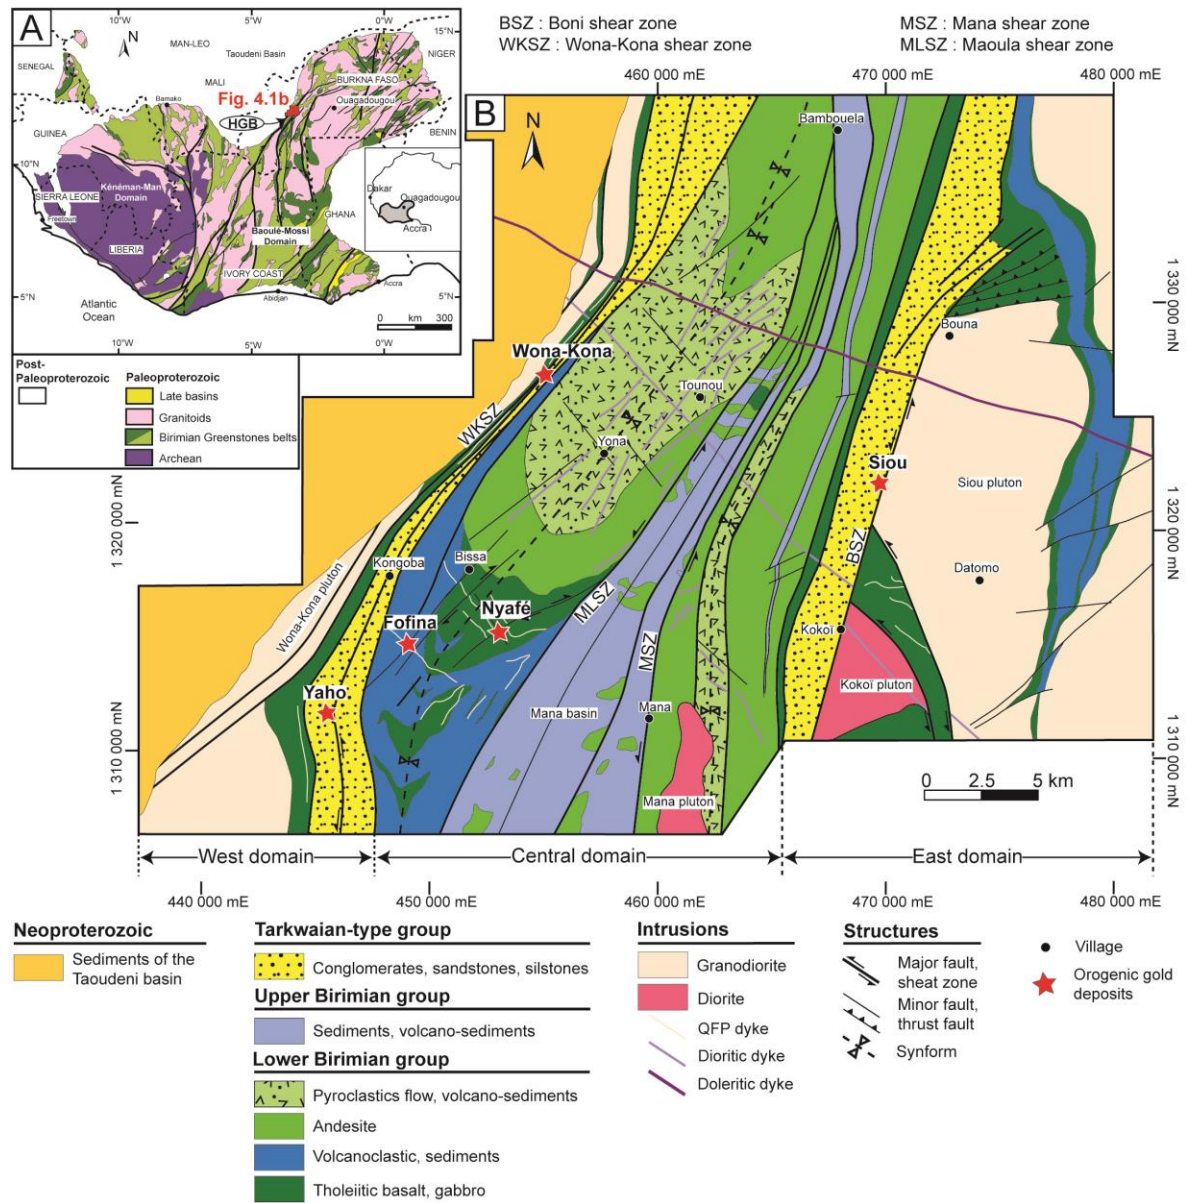 A
10°W
5°W
0°W
15°N
N
MAN-LEO
Taoudeni Basin
NIGER
SENEGAL
MALI
BURKNA FASO
Bamako
Fig. 4.1b
Ouagadougou
HGB
GUINEA
BENIN
10°N
10°N
SIERRA LEONE
Kénéman-Man
Domain
Freetown
GHANA
Dakar
Ouagadougou
Accra
LIBERIA
Baoulé-Mossi
Domain
IVORY COAST
Accra
Abidjan
5°N
5°N
Atlantic
Ocean
0 km 300
10°W
5°W
0°W
Post-
Paleoproterozoic
Paleoproterozoic
Late basins
Granitoids
Birimian Greenstones belts
Archean
BSZ : Boni shear zone
WKSZ : Wona-Kona shear zone
MSZ : Mana shear zone
MLSZ : Maoula shear zone
460 000 mE
470 000 mE
480 000 mE
B
N
Bambouela
1 330 000 mN
Bouna
Wona-Kona
Tounou
WKSZ
Yona
Siou
Siou pluton
1 320 000 mN
1 320 000 mN
Kongoba
Bissa
BSZ
Datomo
Wona-Kona pluton
Nyafé
MLSZ
Fofina
Kokoï
MSZ
Kokoï pluton
Yaho
Mana basin
Mana
1 310 000 mN
1 310 000 mN
0 2.5 5 km
Mana pluton
West domain
Central domain
East domain
440 000 mE
450 000 mE
460 000 mE
470 000 mE
480 000 mE
Neoproterozoic
Sediments of the
Taoudeni basin
Tarkwaian-type group
Conglomerates, sandstones, silstones
Upper Birimian group
Sediments, volcano-sediments
Lower Birimian group
Pyroclastics flow, volcano-sediments
Andesite
Volcanoclastic, sediments
Tholeiitic basalt, gabbro
Intrusions
Granodiorite
Diorite
QFP dyke
Dioritic dyke
Doleritic dyke
Structures
Major fault,
sheat zone
Minor fault,
thrust fault
Synform
Village
Orogenic gold
deposits